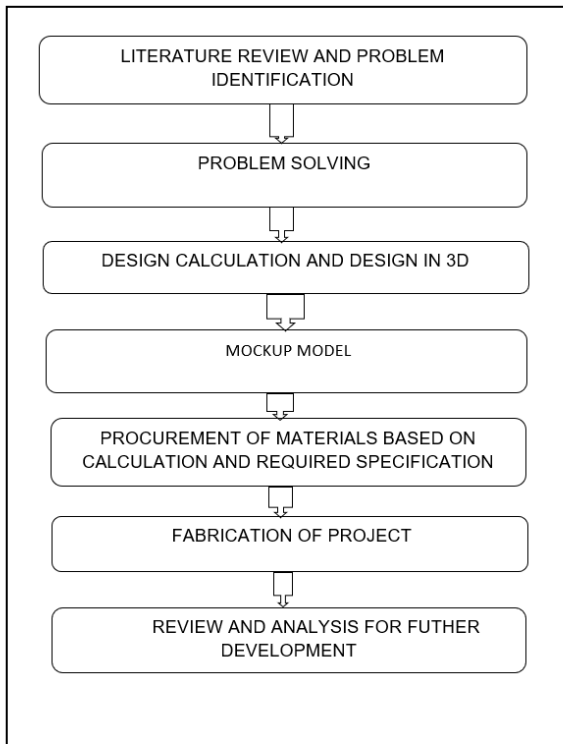 LITERATURE REVIEW AND PROBLEM
IDENTIFICATION
PROBLEM SOLVING
DESIGN CALCULATION AND DESIGN IN 3D
MOCKUP MODEL
PROCUREMENT OF MATERIALS BASED ON
CALCULATION AND REQUIRED SPECIFICATION
FABRICATION OF PROJECT
REVIEW AND ANALYSIS FOR FUTHER
DEVELOPMENT